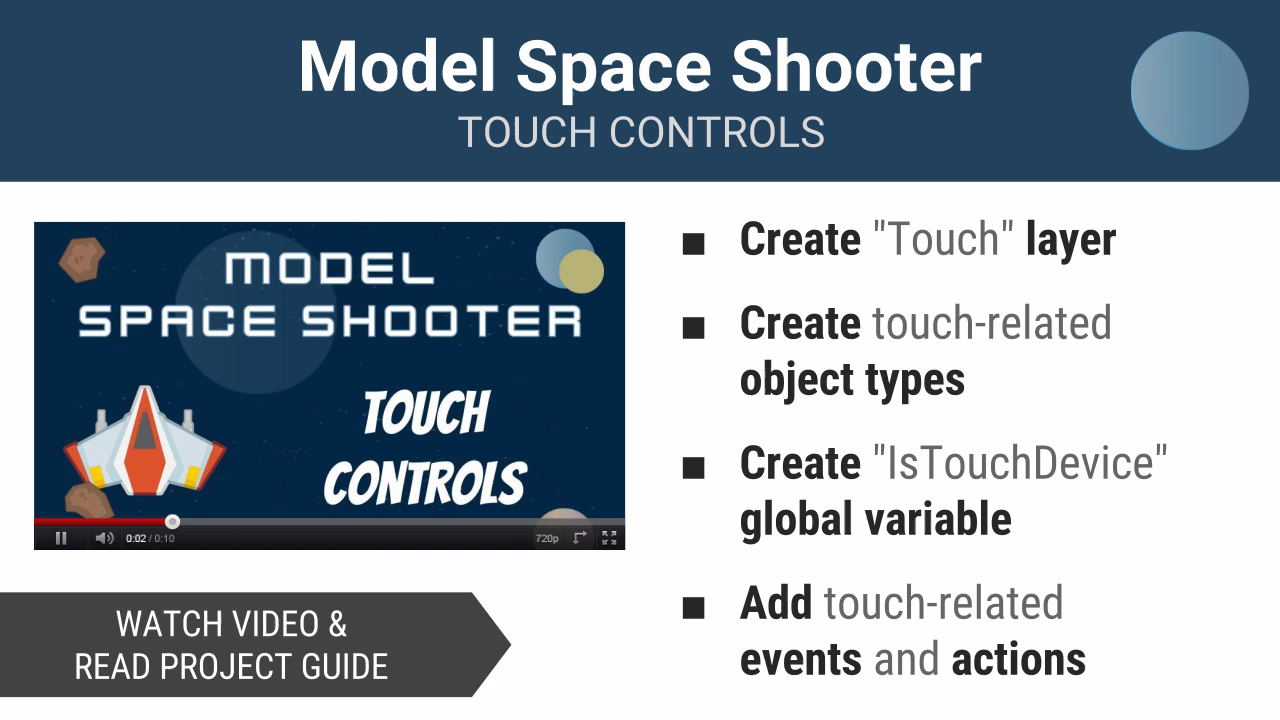 Model Space Shooter
TOUCH CONTROLS
MODEL
SPACE SHOOTER
TOUCH
CONTROLS
0:02 / 0:10
720p
WATCH VIDEO &
READ PROJECT GUIDE
■ Create "Touch" layer
■ Create touch-related
object types
■ Create "IsTouchDevice"
global variable
■ Add touch-related
events and actions